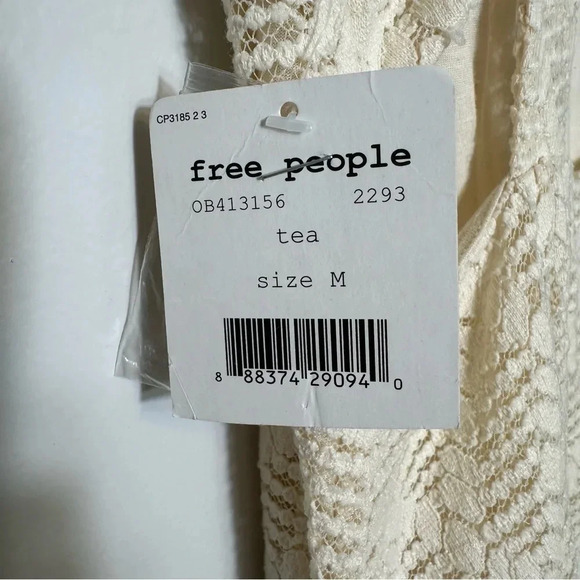 CP3185 2 3
free people
OB413156 2293
tea
size M
8 88374 29094 0